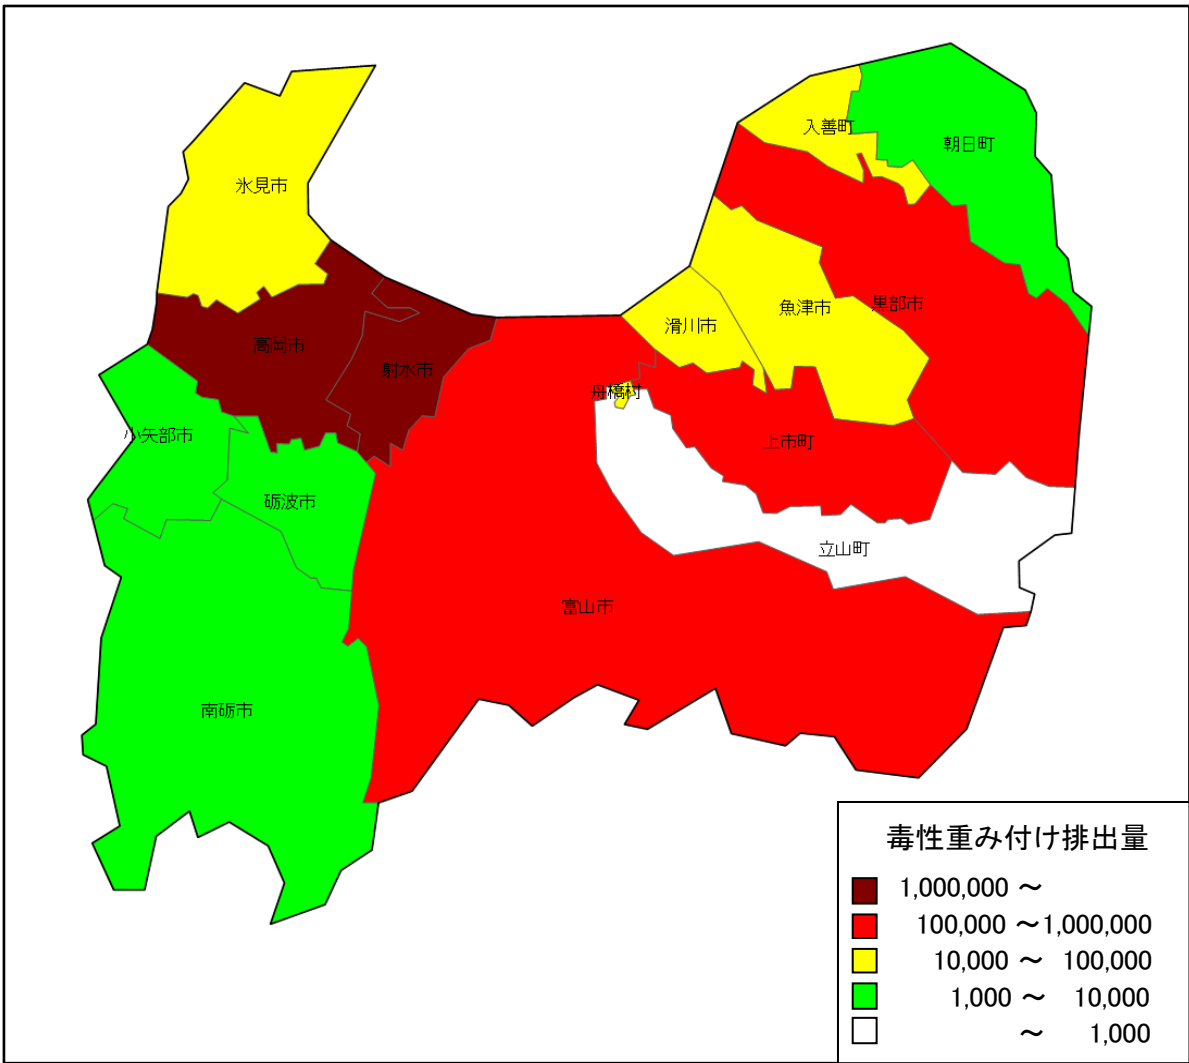 入善町
朝日町
氷見市
黒部市
魚津市
滑川市
高岡市
射水市
舟橋村
小矢部市
上市町
砺波市
立山町
富山市
南砺市
毒性重み付け排出量
1,000,000 ～
100,000 ～1,000,000
10,000 ～ 100,000
1,000 ～ 10,000
～ 1,000